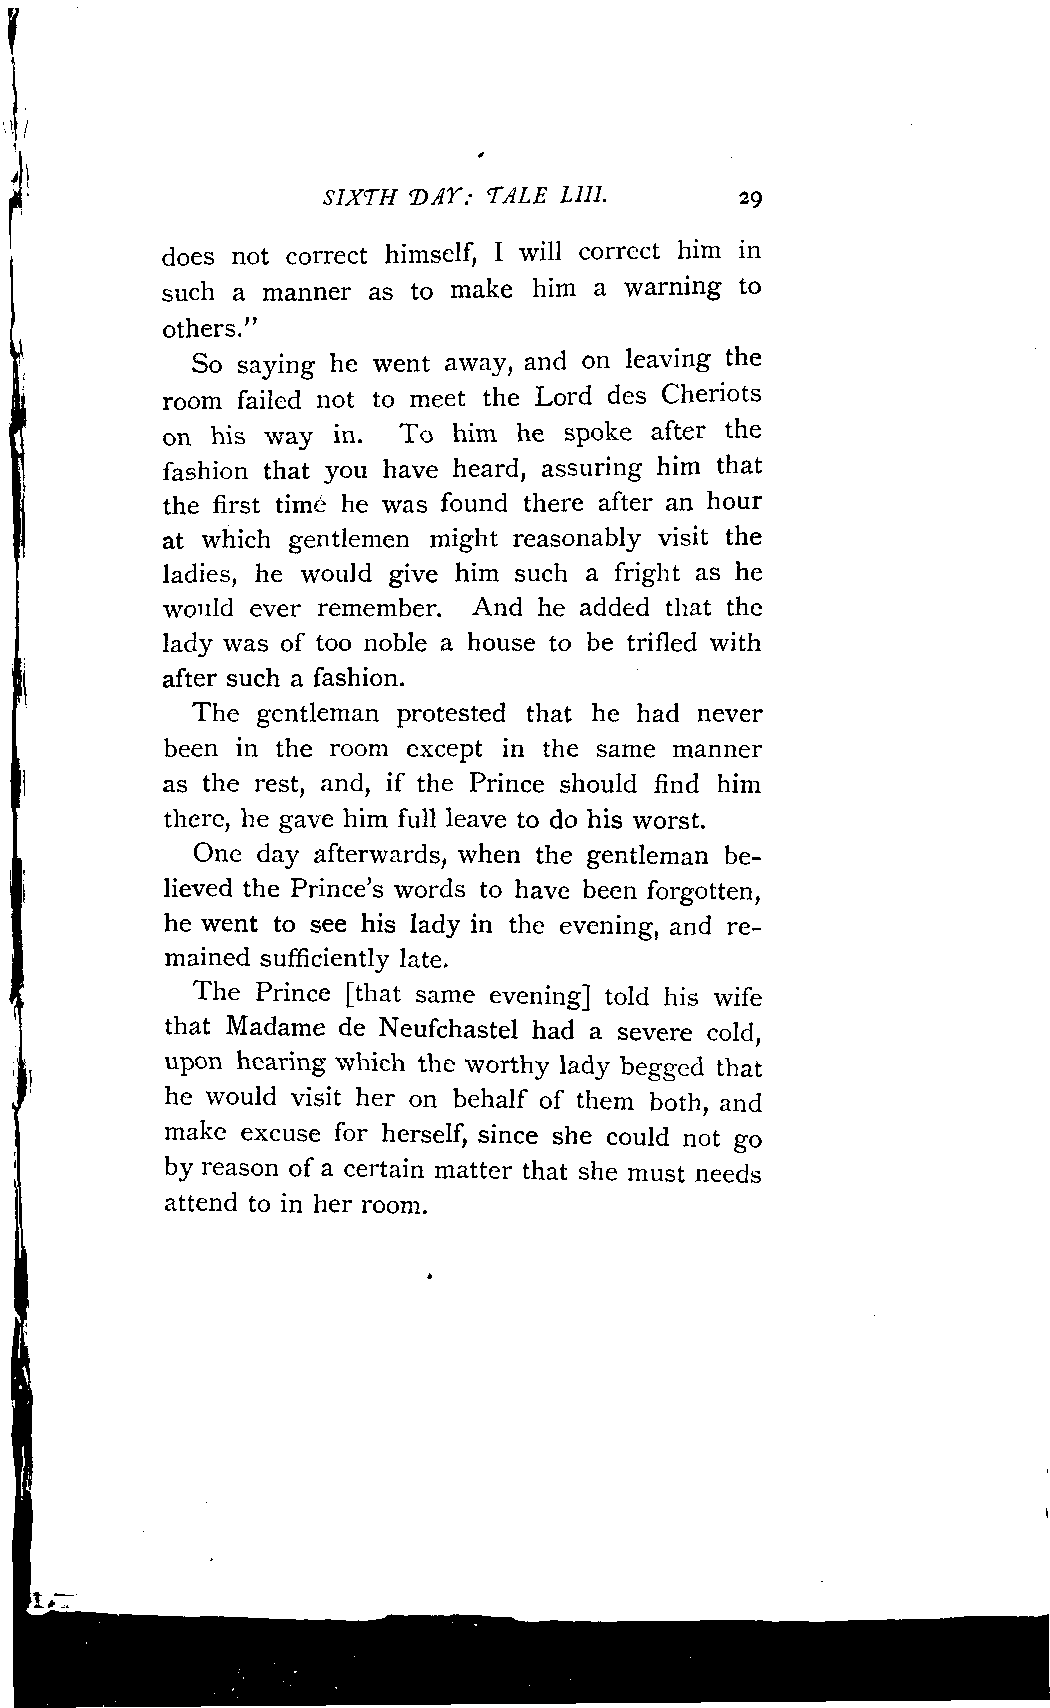 SIXTH DAY: TALE LIII. 29
does not correct himself, I will correct him in
such a manner as to make him a warning to
others."
So saying he went away, and on leaving the
room failed not to meet the Lord des Cheriots
on his way in. To him he spoke after the
fashion that you have heard, assuring him that
the first time he was found there after an hour
at which gentlemen might reasonably visit the
ladies, he would give him such a fright as he
would ever remember. And he added that the
lady was of too noble a house to be trifled with
after such a fashion.
The gentleman protested that he had never
been in the room except in the same manner
as the rest, and, if the Prince should find him
there, he gave him full leave to do his worst.
One day afterwards, when the gentleman be-
lieved the Prince's words to have been forgotten,
he went to see his lady in the evening, and re-
mained sufficiently late.
The Prince [that same evening] told his wife
that Madame de Neufchastel had a severe cold,
upon hearing which the worthy lady begged that
he would visit her on behalf of them both, and
make excuse for herself, since she could not go
by reason of a certain matter that she must needs
attend to in her room.